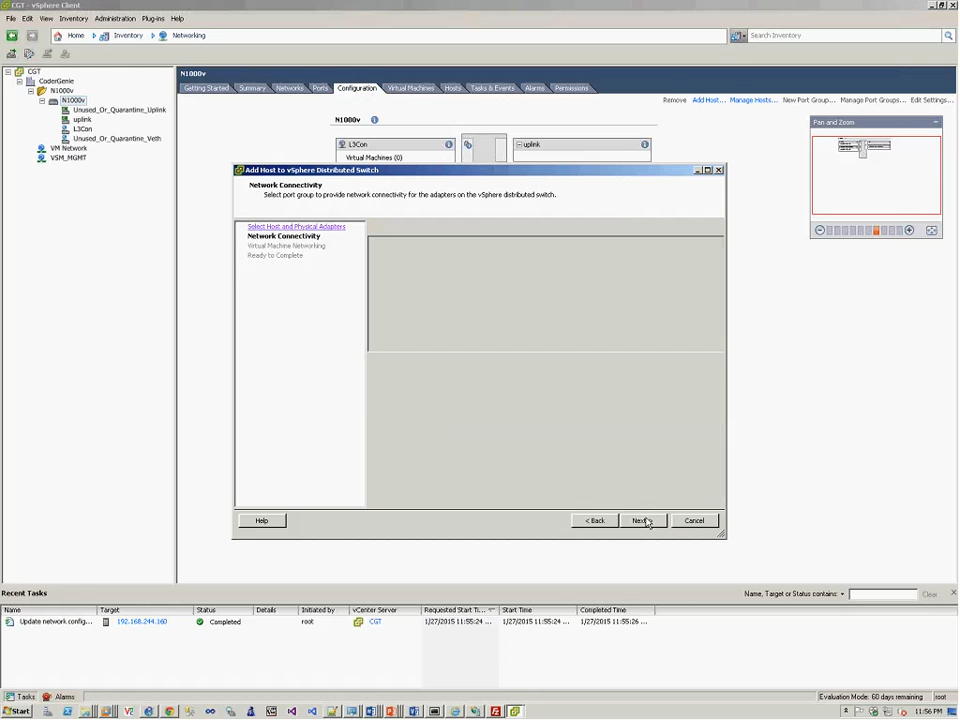 CGT - vSphere Client
File Edit View Inventory Administration Plug-ins Help
Home Inventory Networking Search Inventory
CGT
CoderGenie
N1000v
N1000v
Unused_Or_Quarantine_Uplink
uplink
L3Con
Unused_Or_Quarantine_Veth
VM Network
VSM_MGMT
N1000v
Getting Started Summary Networks Ports Configuration Virtual Machines Hosts Tasks & Events Alarms Permissions
Remove Add Host... Manage Hosts... New Port Group... Manage Port Groups... Edit Settings...
N1000v
L3Con
Virtual Machines (0)
uplink
Pan and Zoom
Add Host to vSphere Distributed Switch
Network Connectivity
Select port group to provide network connectivity for the adapters on the vSphere distributed switch.
Select Host and Physical Adapters
Network Connectivity
Virtual Machine Networking
Ready to Complete
Help < Back Next Cancel
Recent Tasks Name, Target or Status contains: Clear
Name Target Status Details Initiated by vCenter Server Requested Start Ti... Start Time Completed Time
Update network config... 192.168.244.160 Completed root CGT 1/27/2015 11:55:24 ... 1/27/2015 11:55:24 ... 1/27/2015 11:55:26 ...
Tasks Alarms Evaluation Mode: 60 days remaining root
Start 11:56 PM